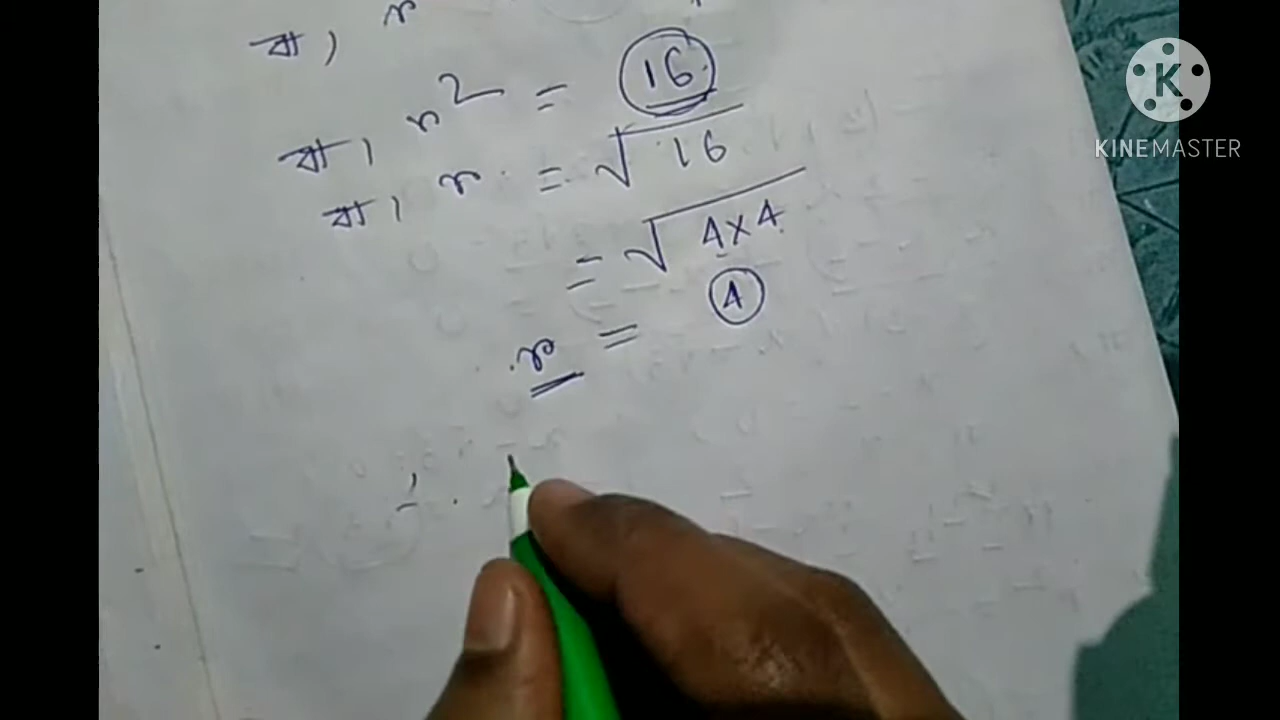 বা, r
বা, r² = 16
বা, r = √16
= √4×4
r = 4
∴
KINEMASTER